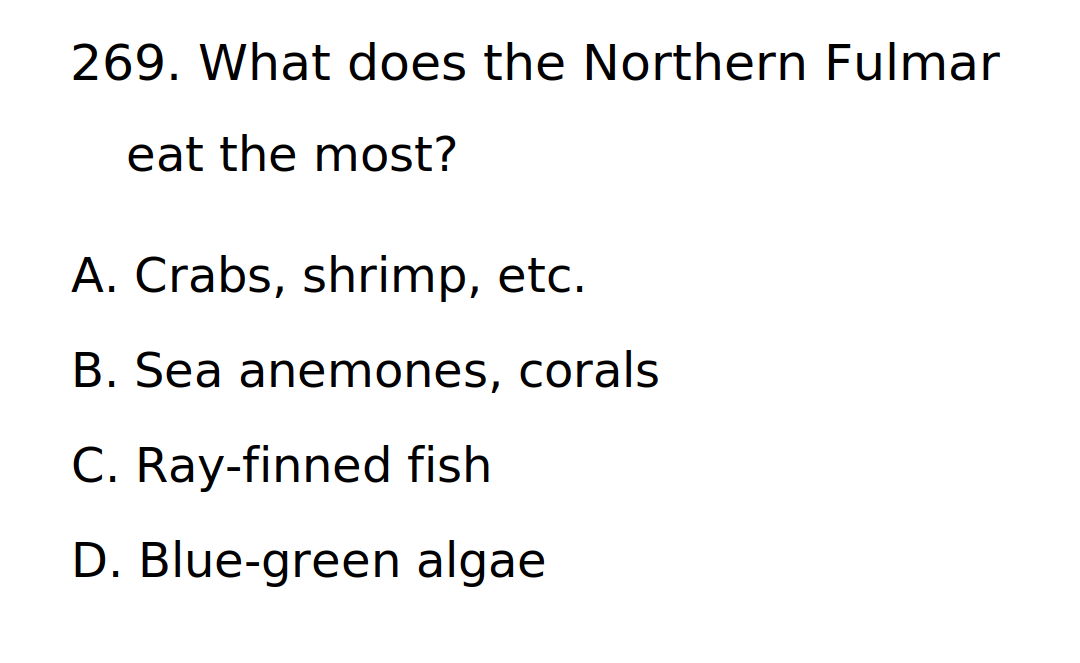 269. What does the Northern Fulmar
eat the most?
A. Crabs, shrimp, etc.
B. Sea anemones, corals
C. Ray-finned fish
D. Blue-green algae